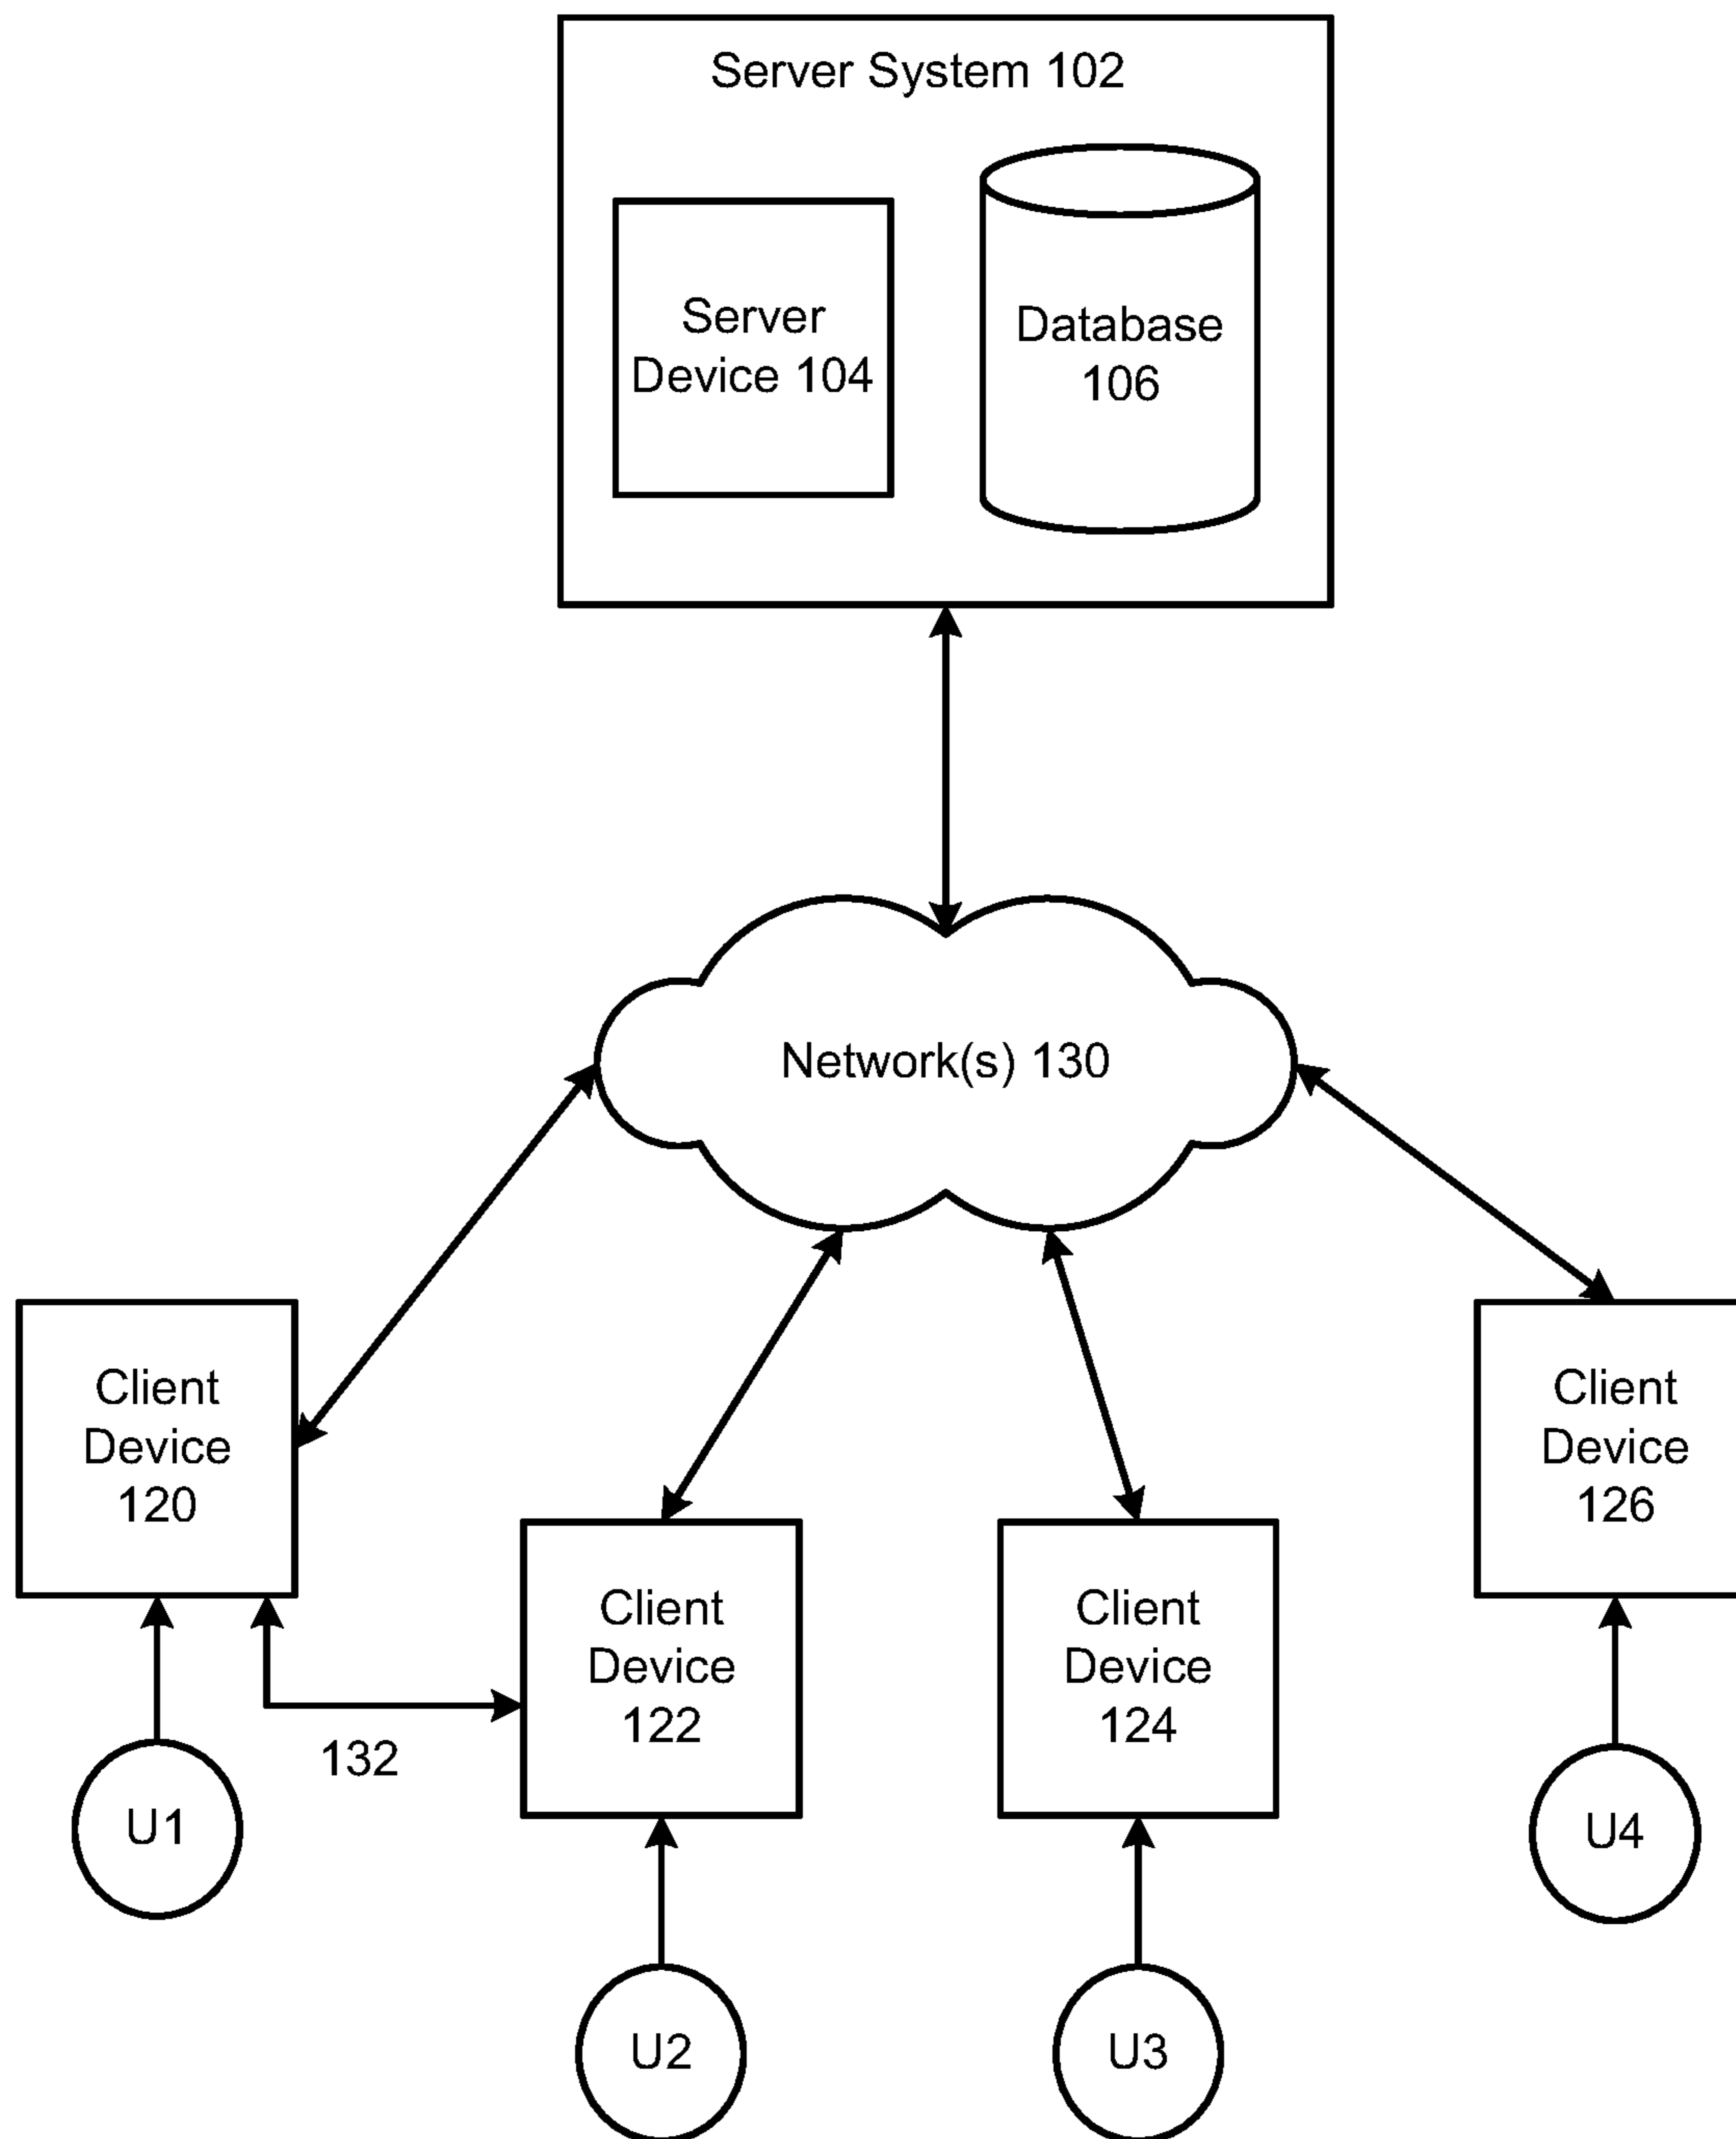 Server System 102
Server
Device 104
Database
106
Network(s) 130
Client
Device
120
Client
Device
126
Client
Device
122
Client
Device
124
132
U1
U4
U2
U3